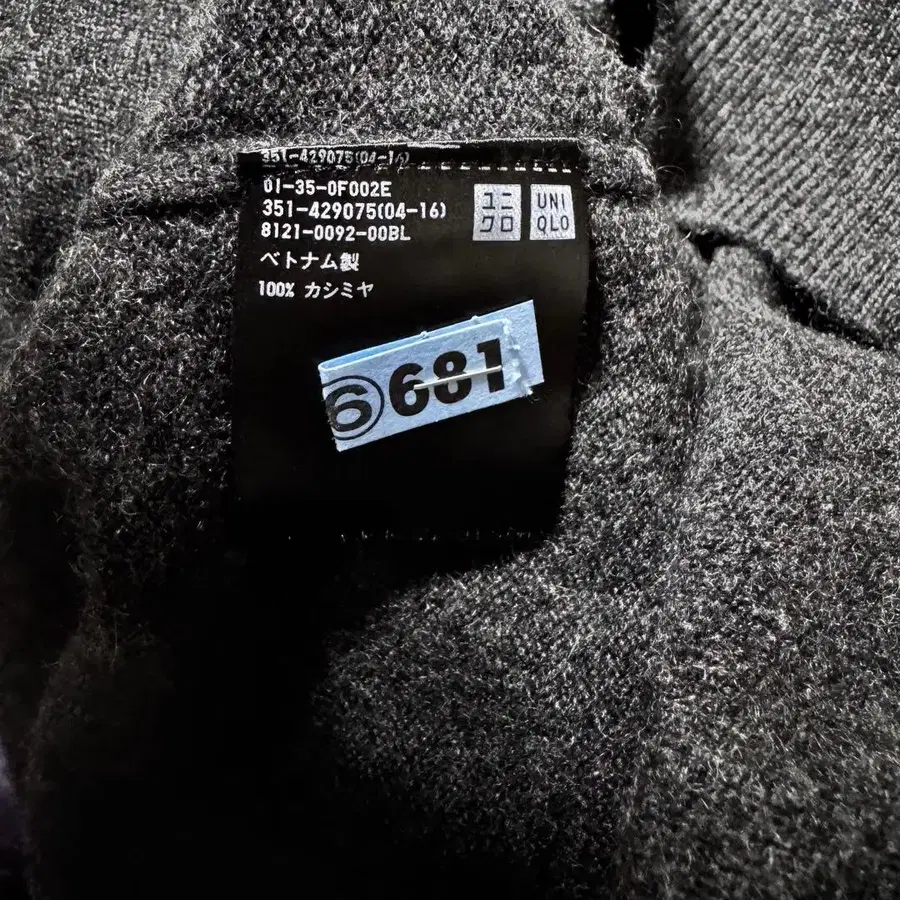 351-429075(04-16)
01-35-0F002E
351-429075(04-16)
8121-0092-00BL
ベトナム製
100% カシミヤ
ユニ
クロ
UNI
QLO
⑥681